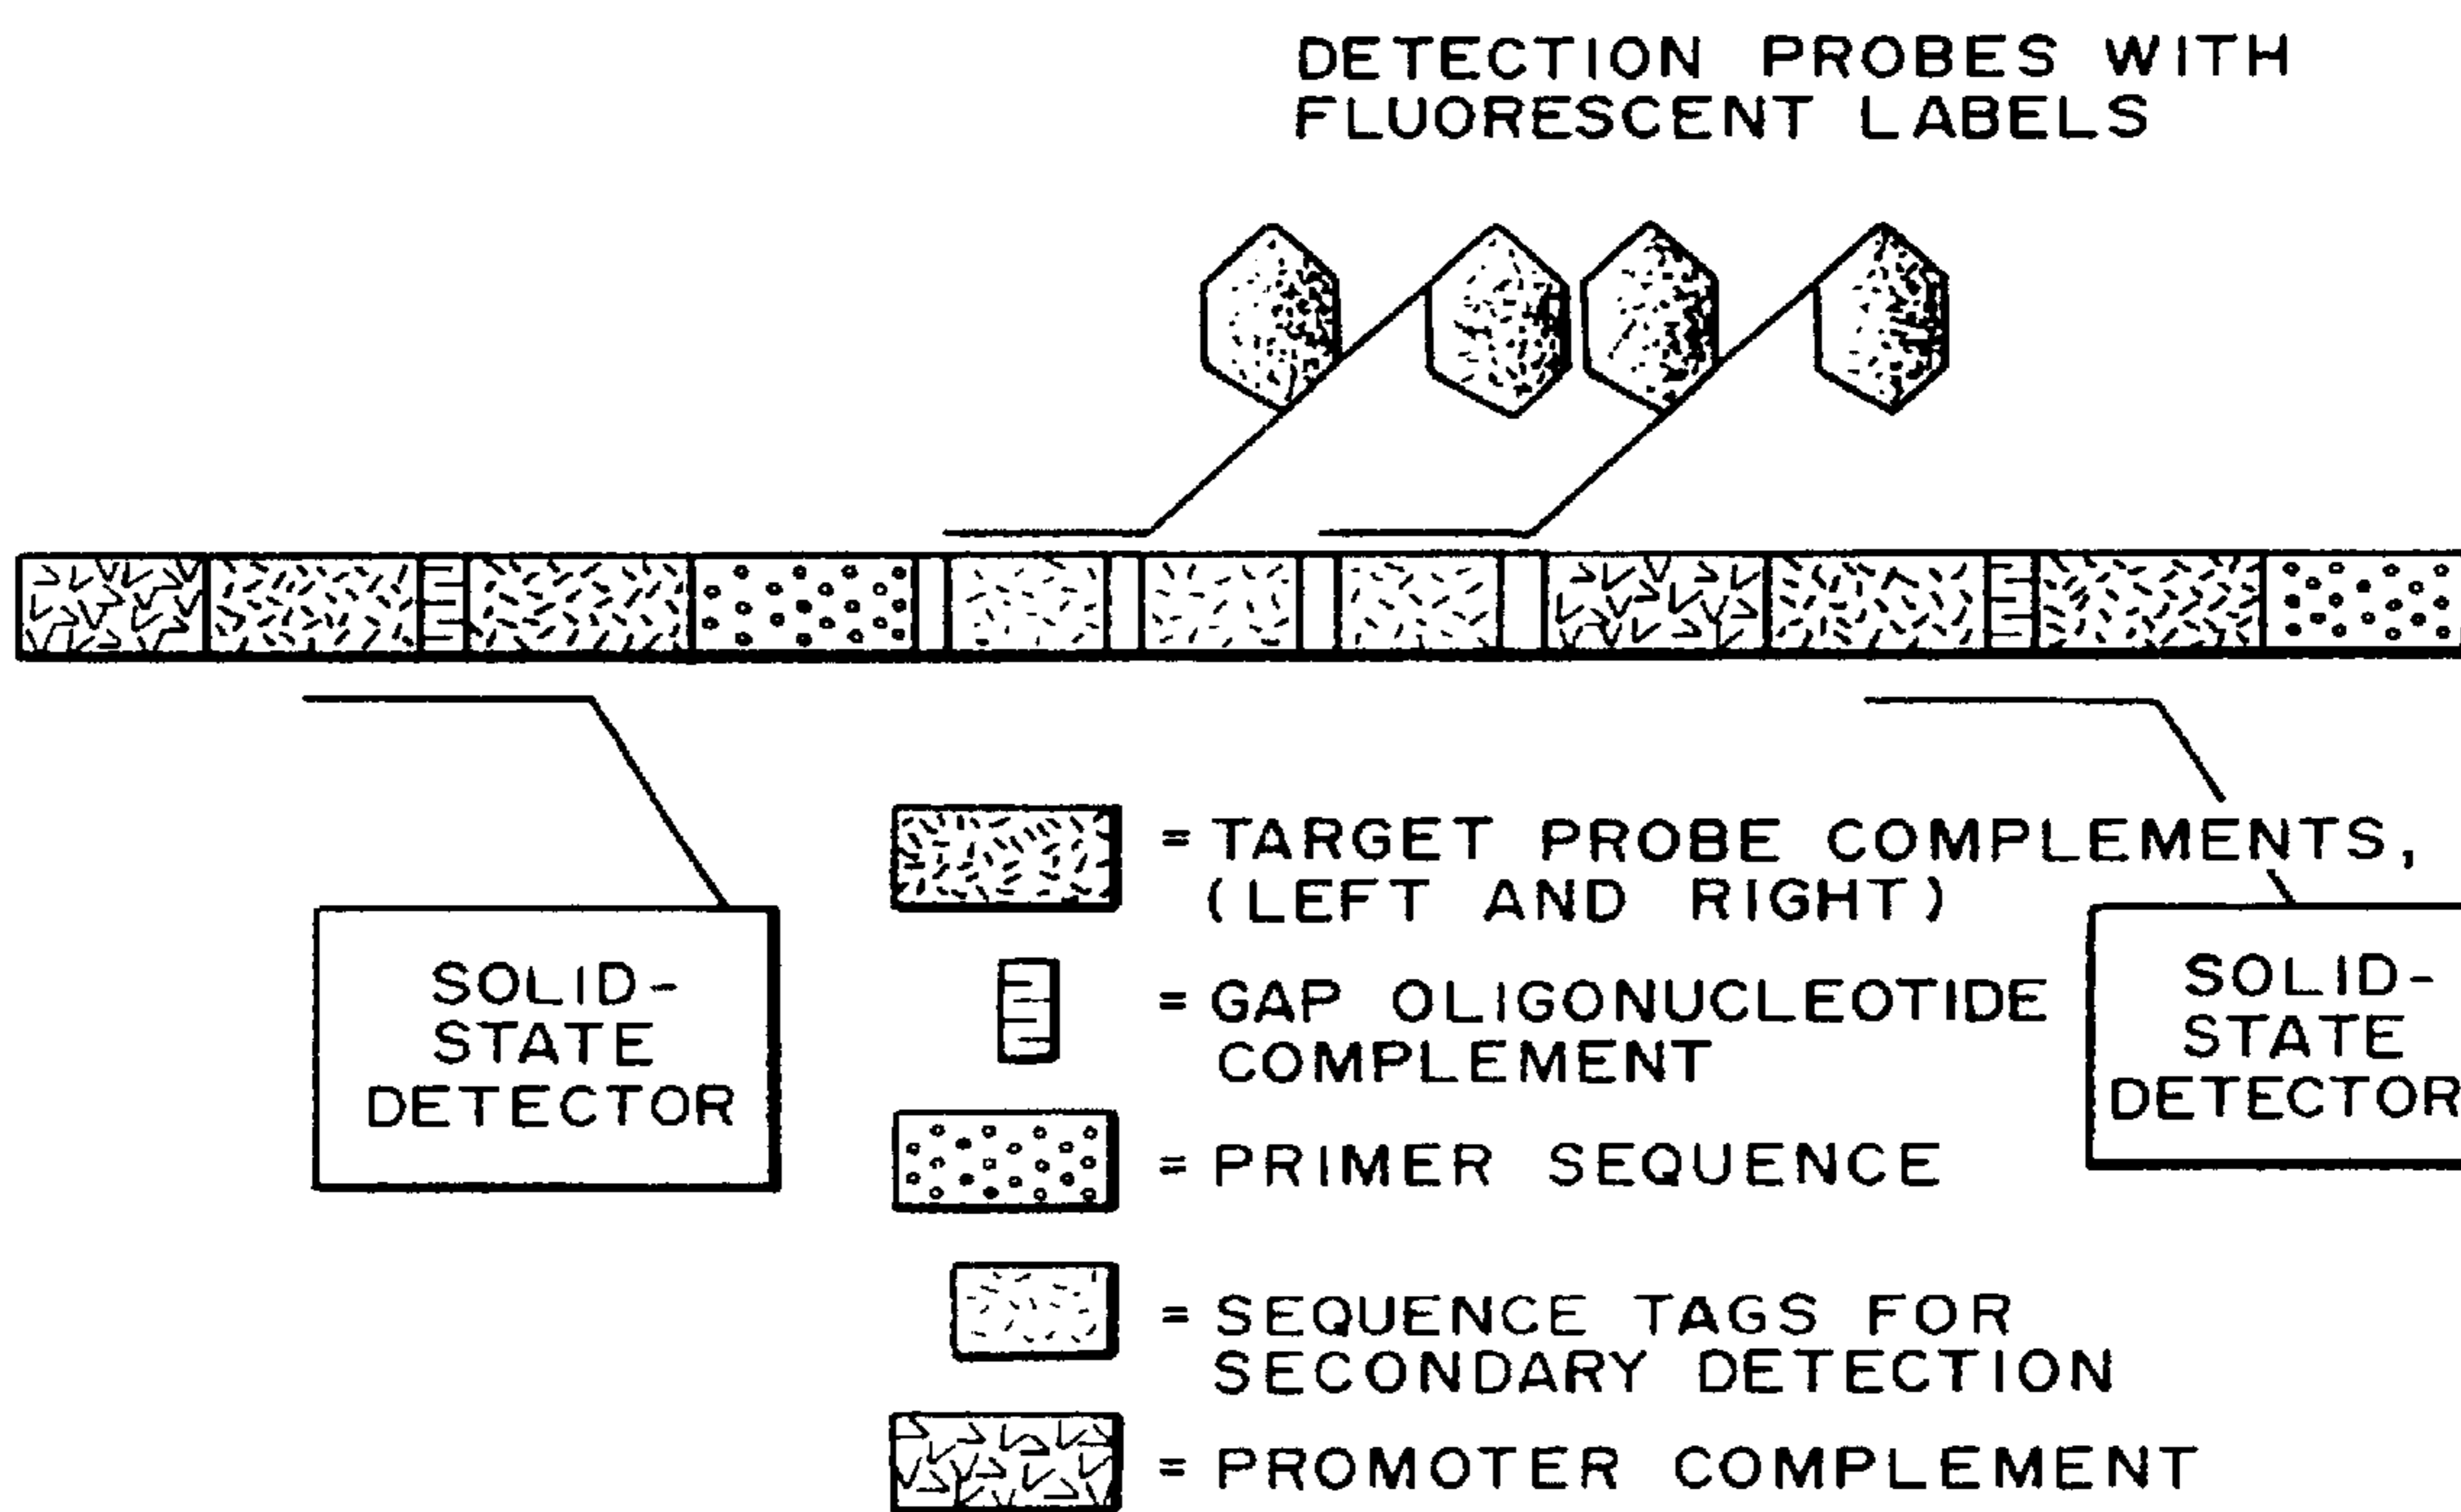 DETECTION PROBES WITH
FLUORESCENT LABELS
SOLID-
STATE
DETECTOR
= TARGET PROBE COMPLEMENTS,
(LEFT AND RIGHT)
= GAP OLIGONUCLEOTIDE
COMPLEMENT
= PRIMER SEQUENCE
= SEQUENCE TAGS FOR
SECONDARY DETECTION
= PROMOTER COMPLEMENT
SOLID-
STATE
DETECTOR